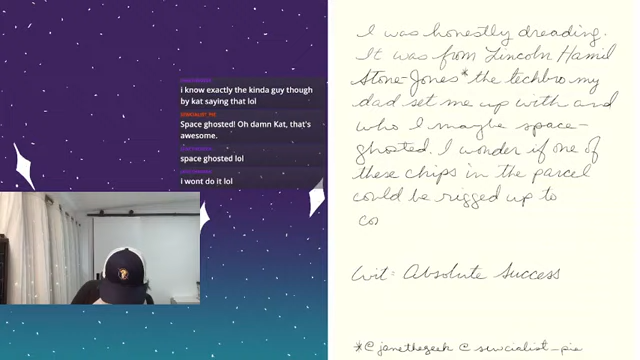 i know exactly the kinda guy though
by kat saying that lol
Space ghosted! Oh damn Kat, that's
awesome.
space ghosted lol
i wont do it lol
I was honestly dreading.
It was from Lincoln Hamil
Stone-Jones* the techbro my
dad set me up with and
who I maybe space-
ghosted. I wonder if one of
these chips in the parcel
could be rigged up to
co
Wit: Absolute Success
*@janethegeek @ suwcialist_pie